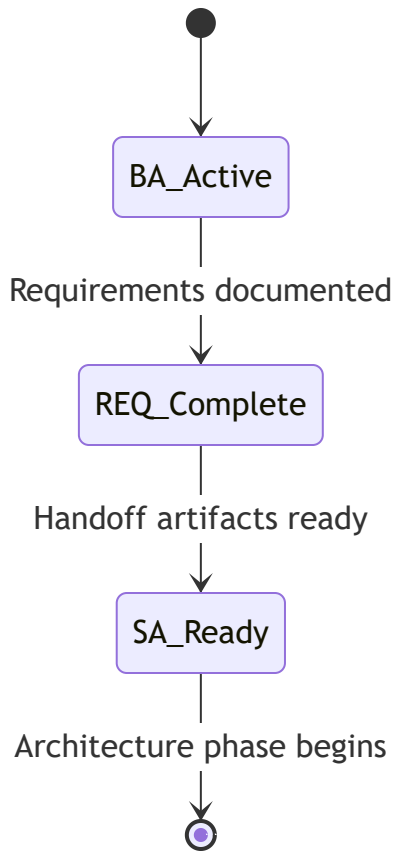 BA_Active
Requirements documented
REQ_Complete
Handoff artifacts ready
SA_Ready
Architecture phase begins